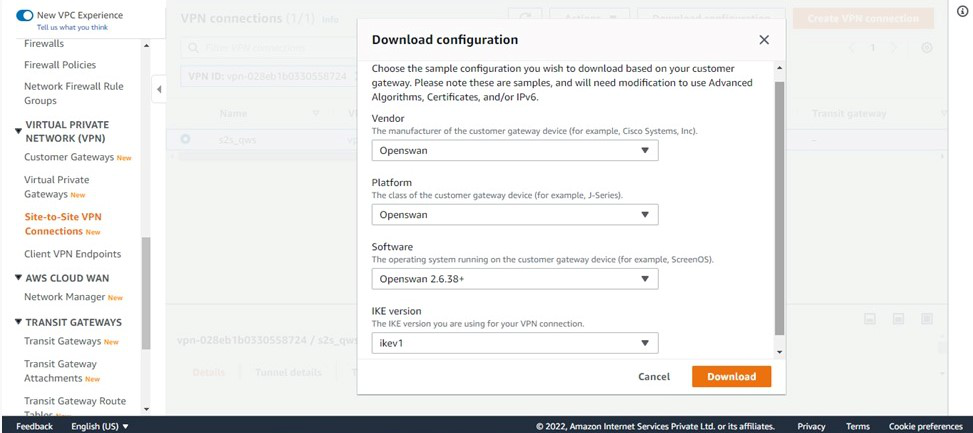 New VPC Experience
Tell us what you think
Firewalls
Firewall Policies
Network Firewall Rule
Groups
VIRTUAL PRIVATE
NETWORK (VPN)
Customer Gateways New
Virtual Private
Gateways New
Site-to-Site VPN
Connections New
Client VPN Endpoints
AWS CLOUD WAN
Network Manager New
TRANSIT GATEWAYS
Transit Gateways New
Transit Gateway
Attachments New
Transit Gateway Route
Tables New
VPN connections (1/1) Info
Actions
Download configuration
Create VPN connection
1
VPN ID: vpn-028eb1b0330558724
Name
Transit gateway
s2s_qws
–
vpn-028eb1b0330558724 / s2s_qws
Details
Tunnel details
Download configuration
Choose the sample configuration you wish to download based on your customer
gateway. Please note these are samples, and will need modification to use Advanced
Algorithms, Certificates, and/or IPv6.
Vendor
The manufacturer of the customer gateway device (for example, Cisco Systems, Inc).
Openswan
Platform
The class of the customer gateway device (for example, J-Series).
Openswan
Software
The operating system running on the customer gateway device (for example, ScreenOS).
Openswan 2.6.38+
IKE version
The IKE version you are using for your VPN connection.
ikev1
Cancel
Download
Feedback
English (US)
© 2022, Amazon Internet Services Private Ltd. or its affiliates.
Privacy
Terms
Cookie preferences